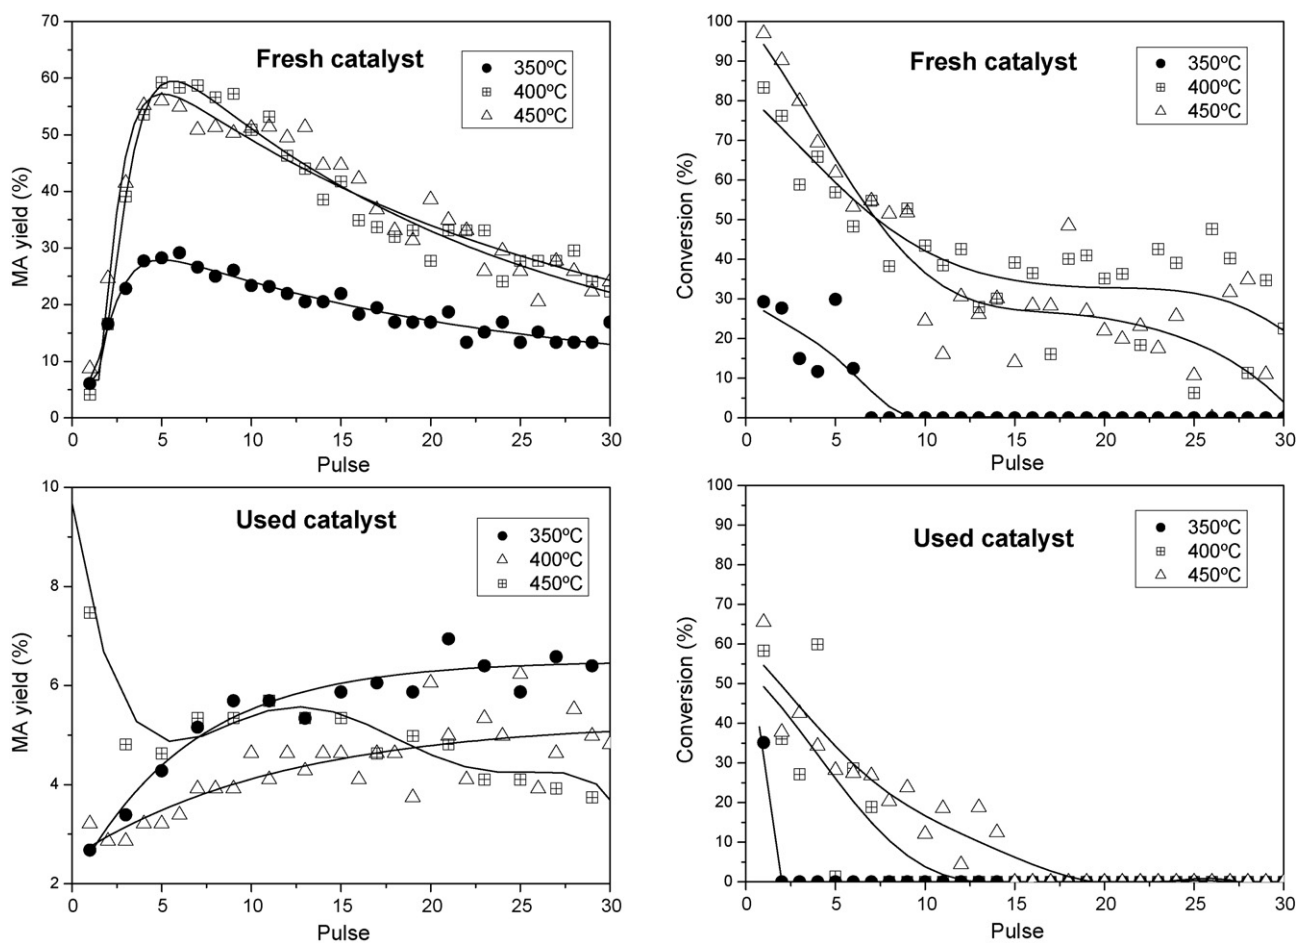 Fresh catalyst
350ºC
400ºC
450ºC
MA yield (%)
70
60
50
40
30
20
10
0
0 5 10 15 20 25 30
Pulse
Fresh catalyst
350ºC
400ºC
450ºC
Conversion (%)
100
90
80
70
60
50
40
30
20
10
0
0 5 10 15 20 25 30
Pulse
Used catalyst
350ºC
400ºC
450ºC
MA yield (%)
10
8
6
4
2
0 5 10 15 20 25 30
Pulse
Used catalyst
350ºC
400ºC
450ºC
Conversion (%)
100
90
80
70
60
50
40
30
20
10
0
0 5 10 15 20 25 30
Pulse